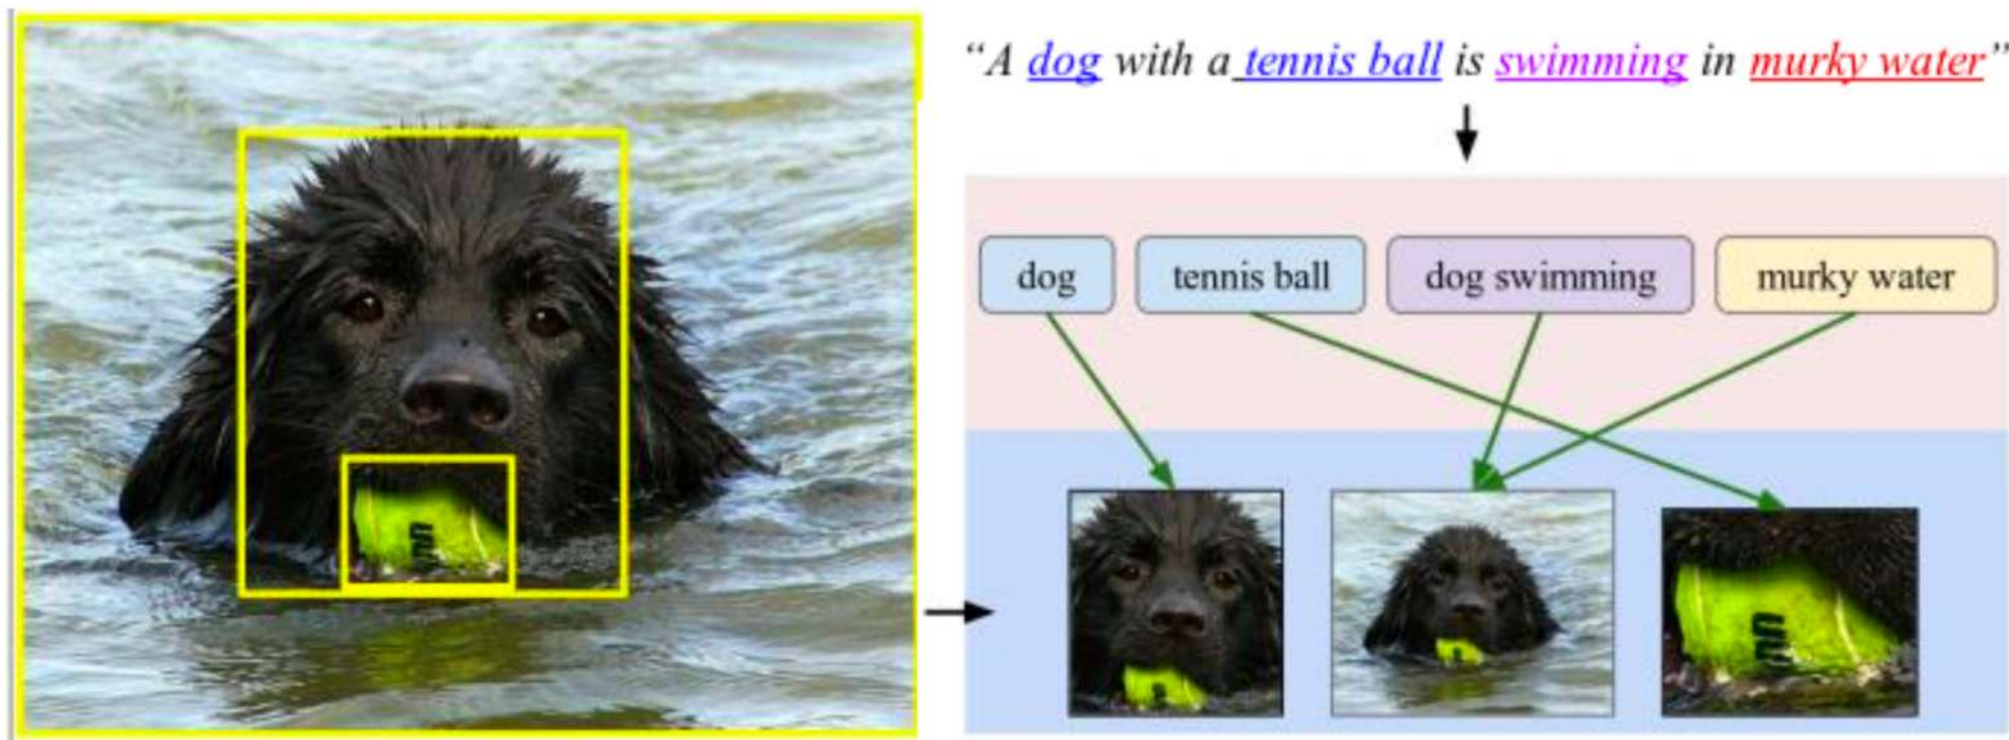 “A dog with a tennis ball is swimming in murky water”
dog
tennis ball
dog swimming
murky water